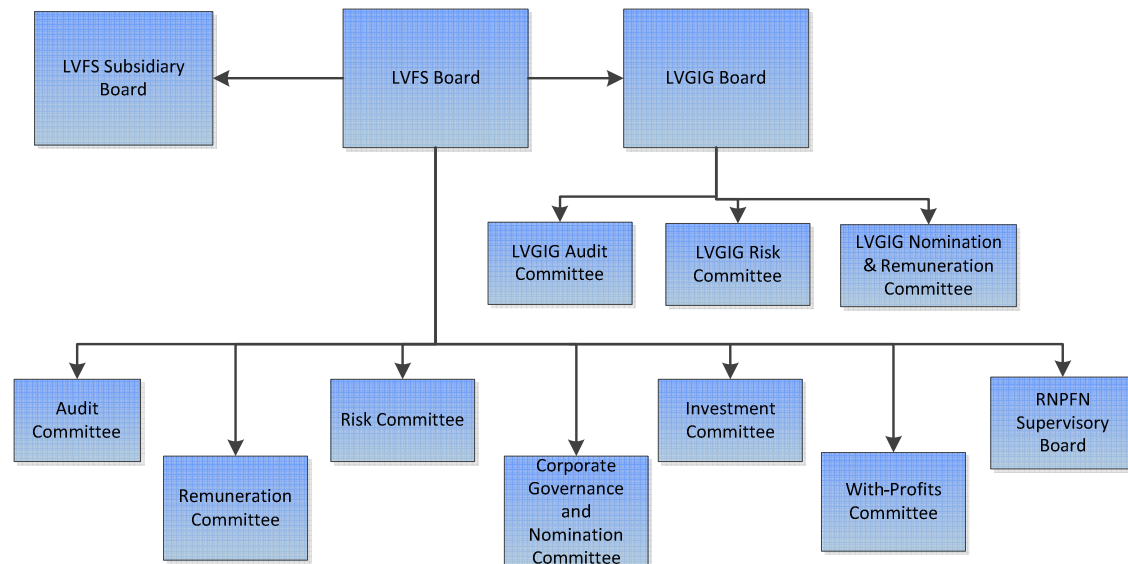 LVFS Subsidiary
Board
LVFS Board
LVGIG Board
LVGIG Audit
Committee
LVGIG Risk
Committee
LVGIG Nomination
& Remuneration
Committee
Audit
Committee
Remuneration
Committee
Risk Committee
Corporate
Governance
and
Nomination
Committee
Investment
Committee
With-Profits
Committee
RNPFN
Supervisory
Board